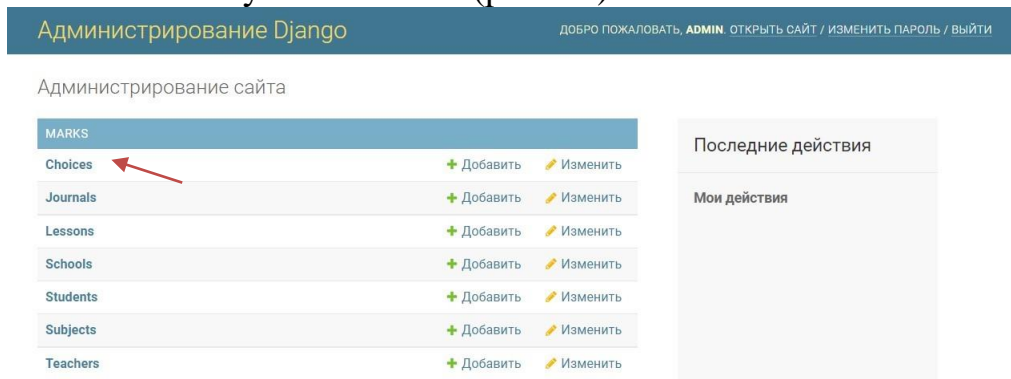 Администрирование Django
ДОБРО ПОЖАЛОВАТЬ, ADMIN. ОТКРЫТЬ САЙТ / ИЗМЕНИТЬ ПАРОЛЬ / ВЫЙТИ
Администрирование сайта
MARKS
Choices + Добавить Изменить
Journals + Добавить Изменить
Lessons + Добавить Изменить
Schools + Добавить Изменить
Students + Добавить Изменить
Subjects + Добавить Изменить
Teachers + Добавить Изменить
Последние действия
Мои действия